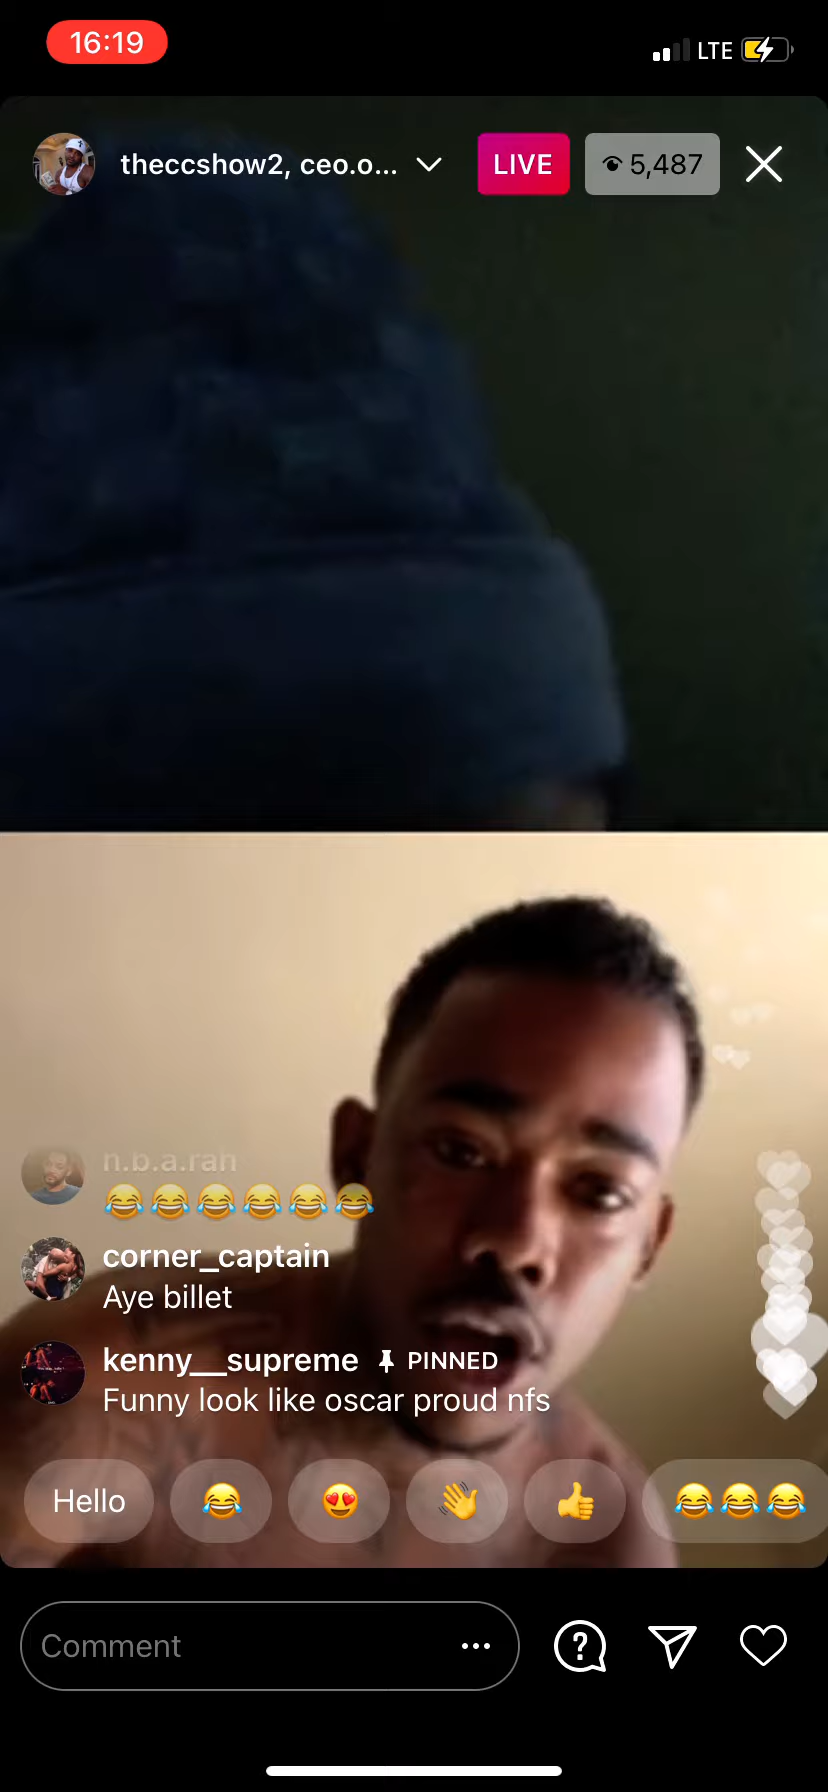 16:19
LTE
theccshow2, ceo.o...
LIVE
5,487
n.b.a.rah
😂😂😂😂😂😂
corner_captain
Aye billet
kenny__supreme PINNED
Funny look like oscar proud nfs
Hello 😂 😍 👋 👍 😂😂😂
Comment